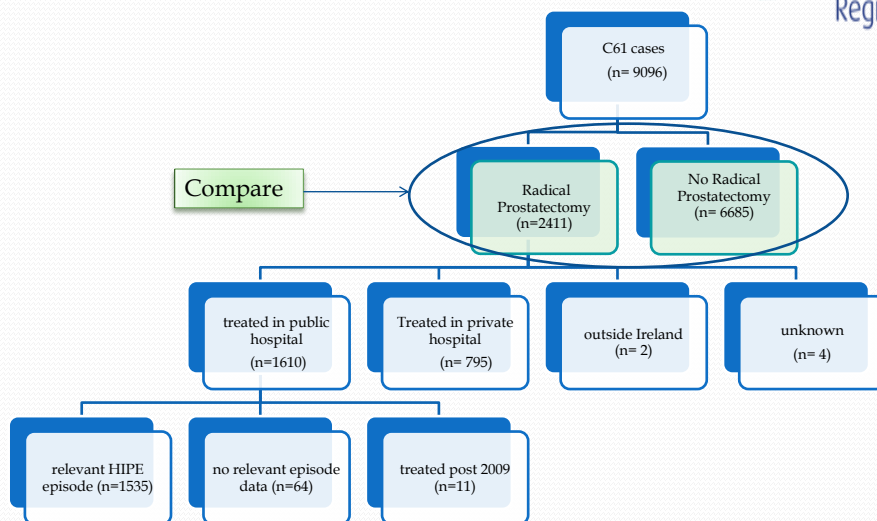 Regi
C61 cases
(n= 9096)
Compare
Radical
Prostatectomy
(n=2411)
No Radical
Prostatectomy
(n= 6685)
treated in public
hospital
(n=1610)
Treated in private
hospital
(n= 795)
outside Ireland
(n= 2)
unknown
(n= 4)
relevant HIPE
episode (n=1535)
no relevant episode
data (n=64)
treated post 2009
(n=11)